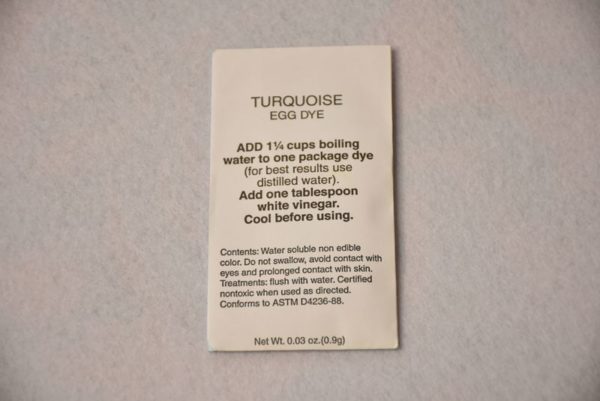 TURQUOISE
EGG DYE
ADD 1¼ cups boiling
water to one package dye
(for best results use
distilled water).
Add one tablespoon
white vinegar.
Cool before using.
Contents: Water soluble non edible
color. Do not swallow, avoid contact with
eyes and prolonged contact with skin.
Treatments: flush with water. Certified
nontoxic when used as directed.
Conforms to ASTM D4236-88.
Net Wt. 0.03 oz.(0.9g)